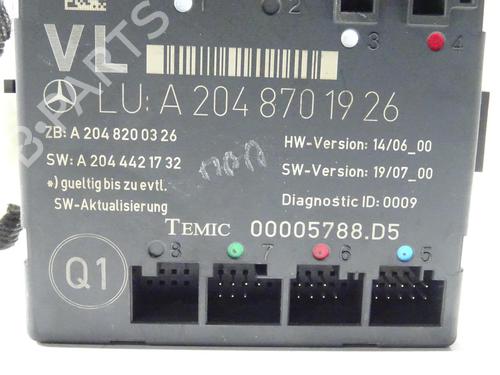 1 2
VL
3 4
LU: A 204 870 19 26
ZB: A 204 820 03 26
HW-Version: 14/06_00
SW: A 204 442 17 32
SW-Version: 19/07_00
*) gueltig bis zu evtl.
SW-Aktualisierung
Diagnostic ID: 0009
TEMIC 00005788.D5
8 7 6 5
Q1
B-PARTS